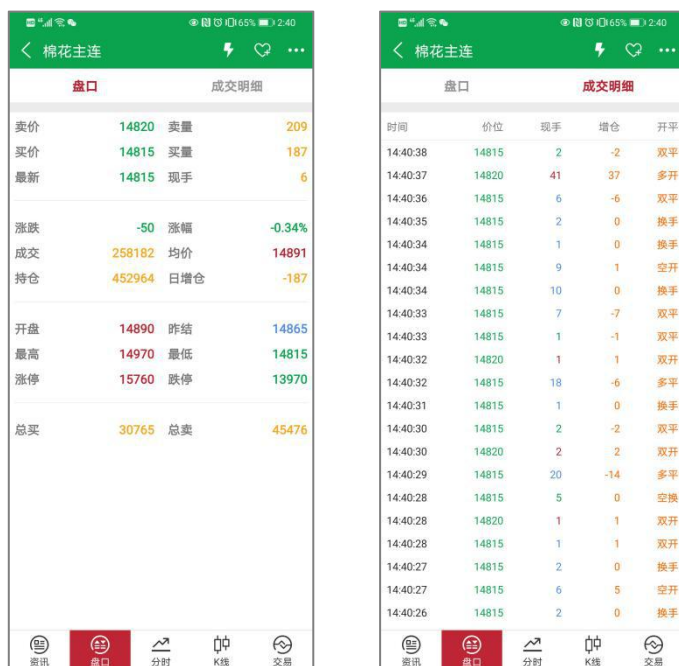 65% 2:40
棉花主连
盘口 成交明细
卖价 14820 卖量 209
买价 14815 买量 187
最新 14815 现手 6
涨跌 -50 涨幅 -0.34%
成交 258182 均价 14891
持仓 452964 日增仓 -187
开盘 14890 昨结 14865
最高 14970 最低 14815
涨停 15760 跌停 13970
总买 30765 总卖 45476
资讯 盘口 分时 K线 交易
65% 2:40
棉花主连
盘口 成交明细
时间 价位 现手 增仓 开平
14:40:38 14815 2 -2 双平
14:40:37 14820 41 37 多开
14:40:36 14815 6 -6 双平
14:40:35 14815 2 0 换手
14:40:34 14815 1 0 换手
14:40:34 14815 9 1 空开
14:40:34 14815 10 0 换手
14:40:33 14815 7 -7 双平
14:40:33 14815 1 -1 双平
14:40:32 14820 1 1 双开
14:40:32 14815 18 -6 多平
14:40:31 14815 1 0 换手
14:40:30 14815 2 -2 双平
14:40:30 14820 2 2 双开
14:40:29 14815 20 -14 多平
14:40:28 14815 5 0 空换
14:40:28 14820 1 1 双开
14:40:28 14815 1 1 双开
14:40:27 14815 2 0 换手
14:40:27 14815 6 5 空开
14:40:26 14815 2 0 换手
资讯 盘口 分时 K线 交易